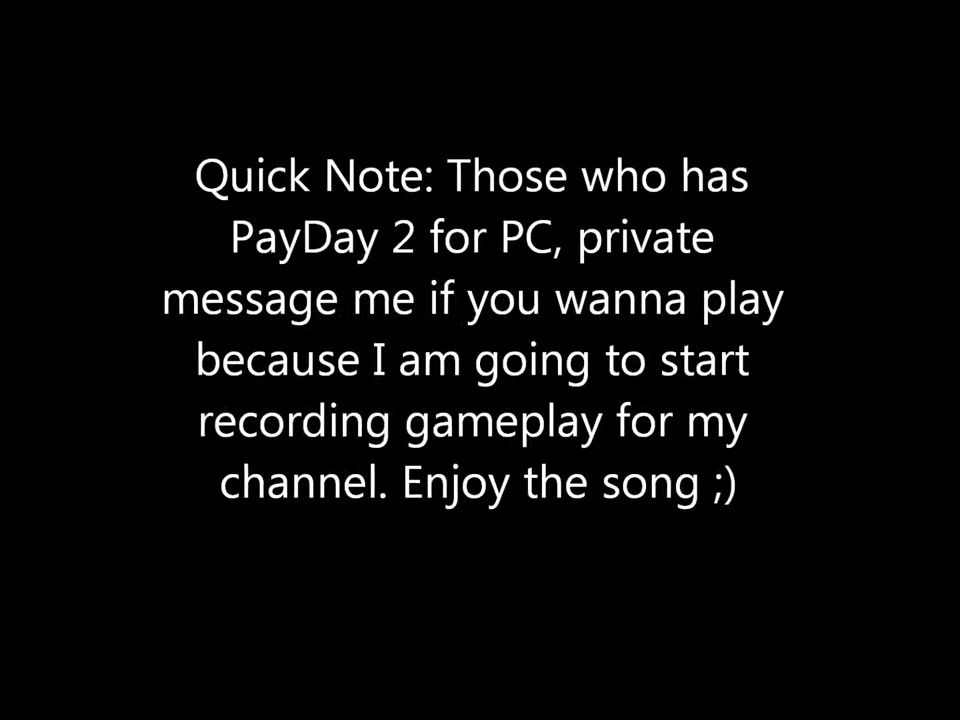 Quick Note: Those who has
PayDay 2 for PC, private
message me if you wanna play
because I am going to start
recording gameplay for my
channel. Enjoy the song ;)